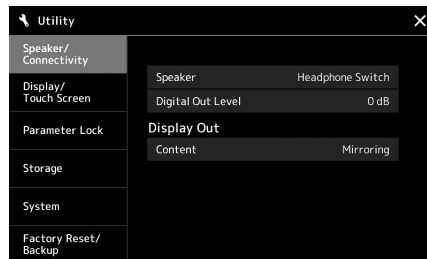 Utility
Speaker/
Connectivity
Display/
Touch Screen
Parameter Lock
Storage
System
Factory Reset/
Backup
Speaker Headphone Switch
Digital Out Level 0 dB
Display Out
Content Mirroring